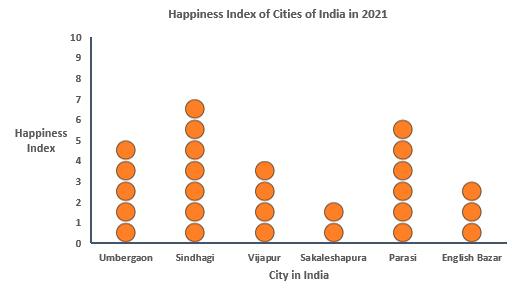 Happiness Index of Cities of India in 2021
10
9
8
7
6
5
4
3
2
1
0
Happiness
Index
Umbergaon Sindhagi Vijapur Sakaleshapura Parasi English Bazar
City in India